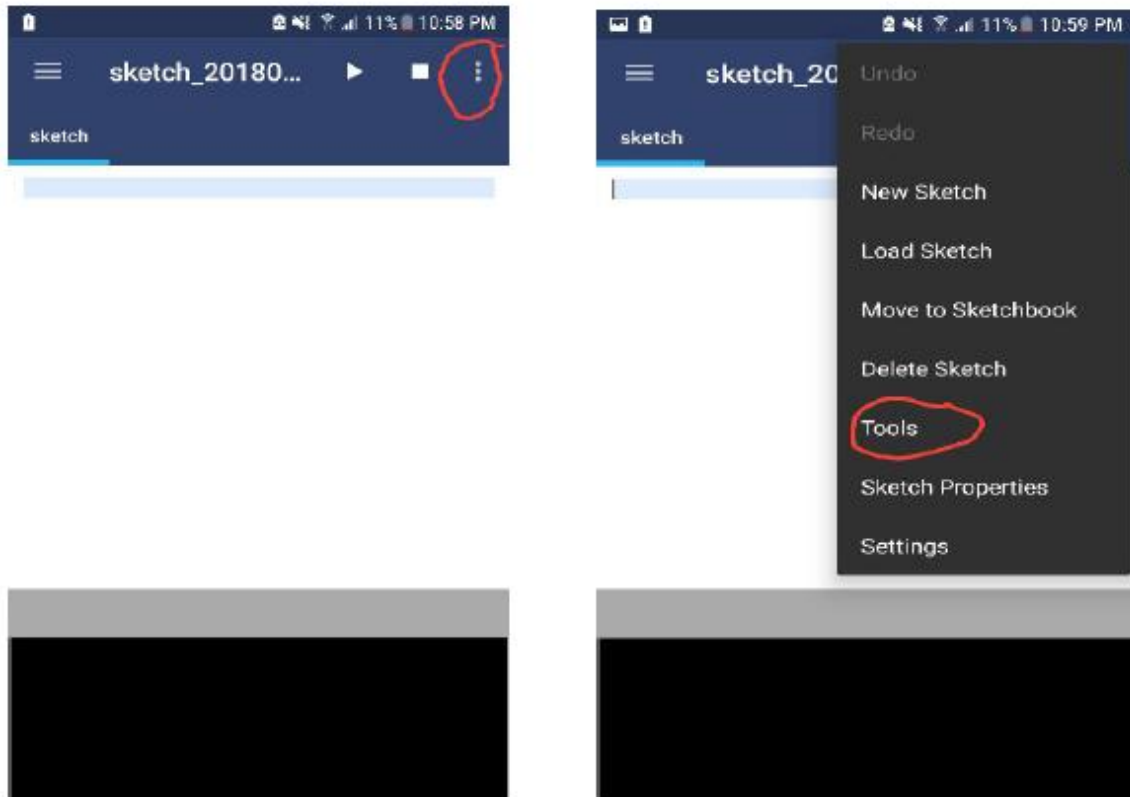 11% 10:58 PM
sketch_20180...
sketch
11% 10:59 PM
sketch_20
sketch
Undo
Redo
New Sketch
Load Sketch
Move to Sketchbook
Delete Sketch
Tools
Sketch Properties
Settings